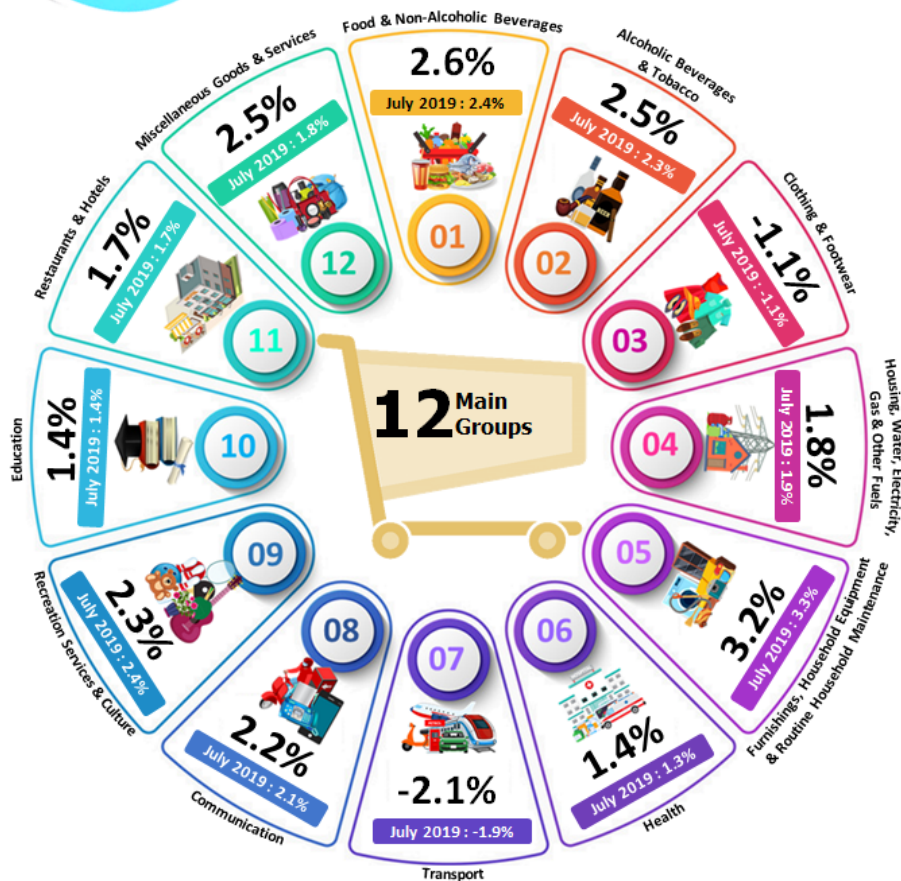 12 Main
Groups
Food & Non-Alcoholic Beverages
2.6%
July 2019 : 2.4%
01
Alcoholic Beverages
& Tobacco
2.5%
July 2019 : 2.3%
02
Clothing & Footwear
-1.1%
July 2019 : -1.1%
03
Housing, Water, Electricity,
Gas & Other Fuels
1.8%
July 2019 : 1.9%
04
Furnishings, Household Equipment
& Routine Household Maintenance
3.2%
July 2019 : 3.3%
05
Health
1.4%
July 2019 : 1.3%
06
Transport
-2.1%
July 2019 : -1.9%
07
Communication
2.2%
July 2019 : 2.1%
08
Recreation Services & Culture
2.3%
July 2019 : 2.4%
09
Education
1.4%
July 2019 : 1.4%
10
Restaurants & Hotels
1.7%
July 2019 : 1.7%
11
Miscellaneous Goods & Services
2.5%
July 2019 : 1.8%
12